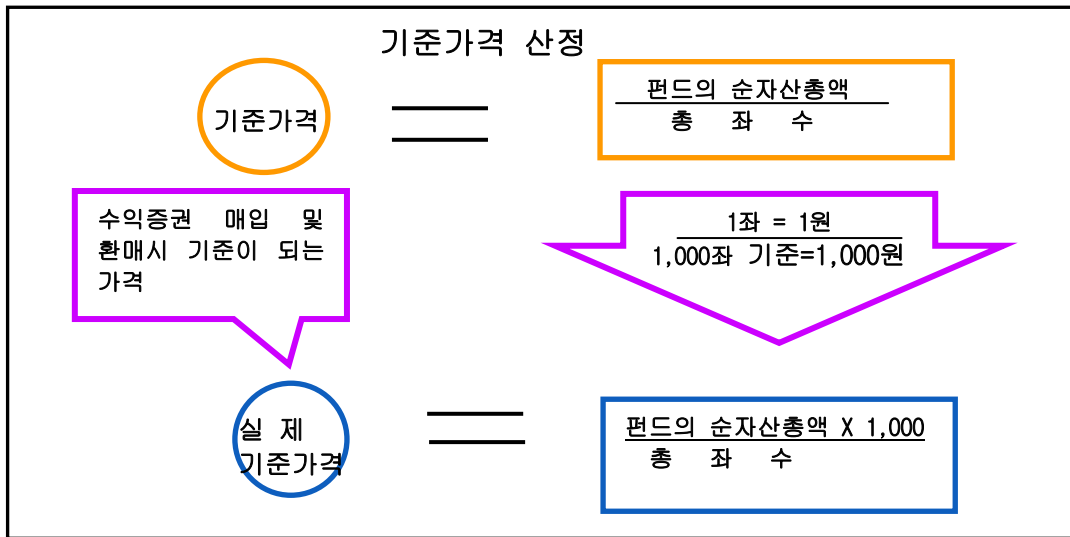 기준가격 산정
기준가격
펀드의 순자산총액
총 좌 수
수익증권 매입 및
환매시 기준이 되는
가격
1좌 = 1원
1,000좌 기준=1,000원
실 제
기준가격
펀드의 순자산총액 X 1,000
총 좌 수